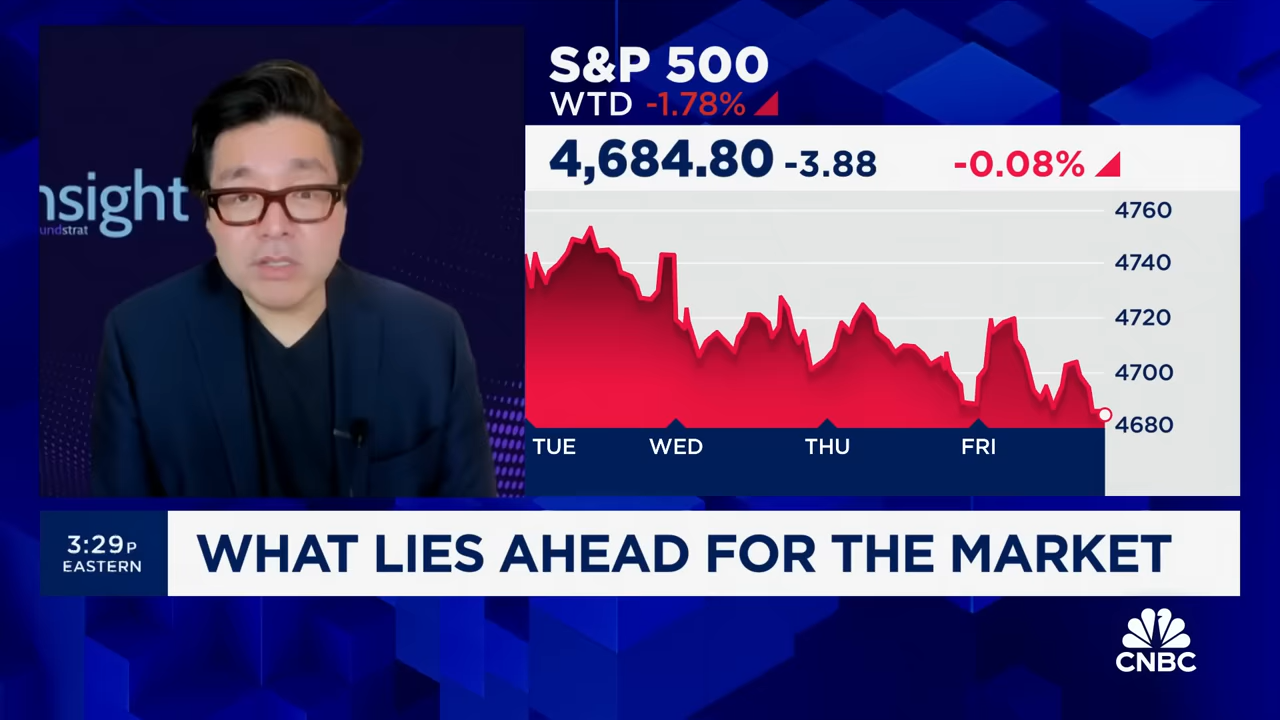 nsight
undstrat
S&P 500
WTD -1.78%
4,684.80 -3.88 -0.08%
4760
4740
4720
4700
4680
TUE WED THU FRI
3:29P
EASTERN
WHAT LIES AHEAD FOR THE MARKET
CNBC